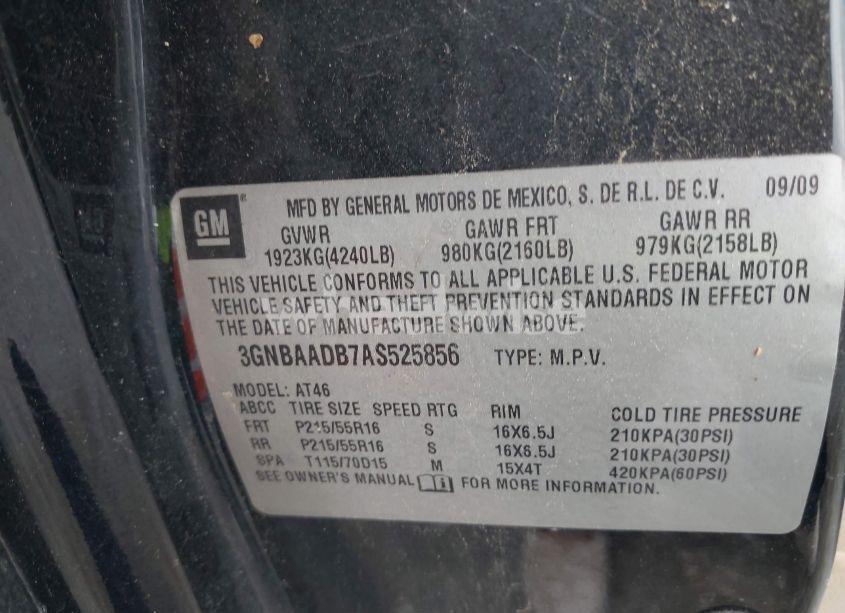 GM ® MFD BY GENERAL MOTORS DE MEXICO, S. DE R.L. DE C.V. 09/09
GVWR GAWR FRT GAWR RR
1923KG(4240LB) 980KG(2160LB) 979KG(2158LB)
THIS VEHICLE CONFORMS TO ALL APPLICABLE U.S. FEDERAL MOTOR
VEHICLE SAFETY AND THEFT PREVENTION STANDARDS IN EFFECT ON
THE DATE OF MANUFACTURE SHOWN ABOVE.
3GNBAADB7AS525856 TYPE: M.P.V.
MODEL: AT46
ABCC TIRE SIZE SPEED RTG RIM COLD TIRE PRESSURE
FRT P215/55R16 S 16X6.5J 210KPA(30PSI)
RR P215/55R16 S 16X6.5J 210KPA(30PSI)
SPA T115/70D15 M 15X4T 420KPA(60PSI)
SEE OWNER'S MANUAL FOR MORE INFORMATION.